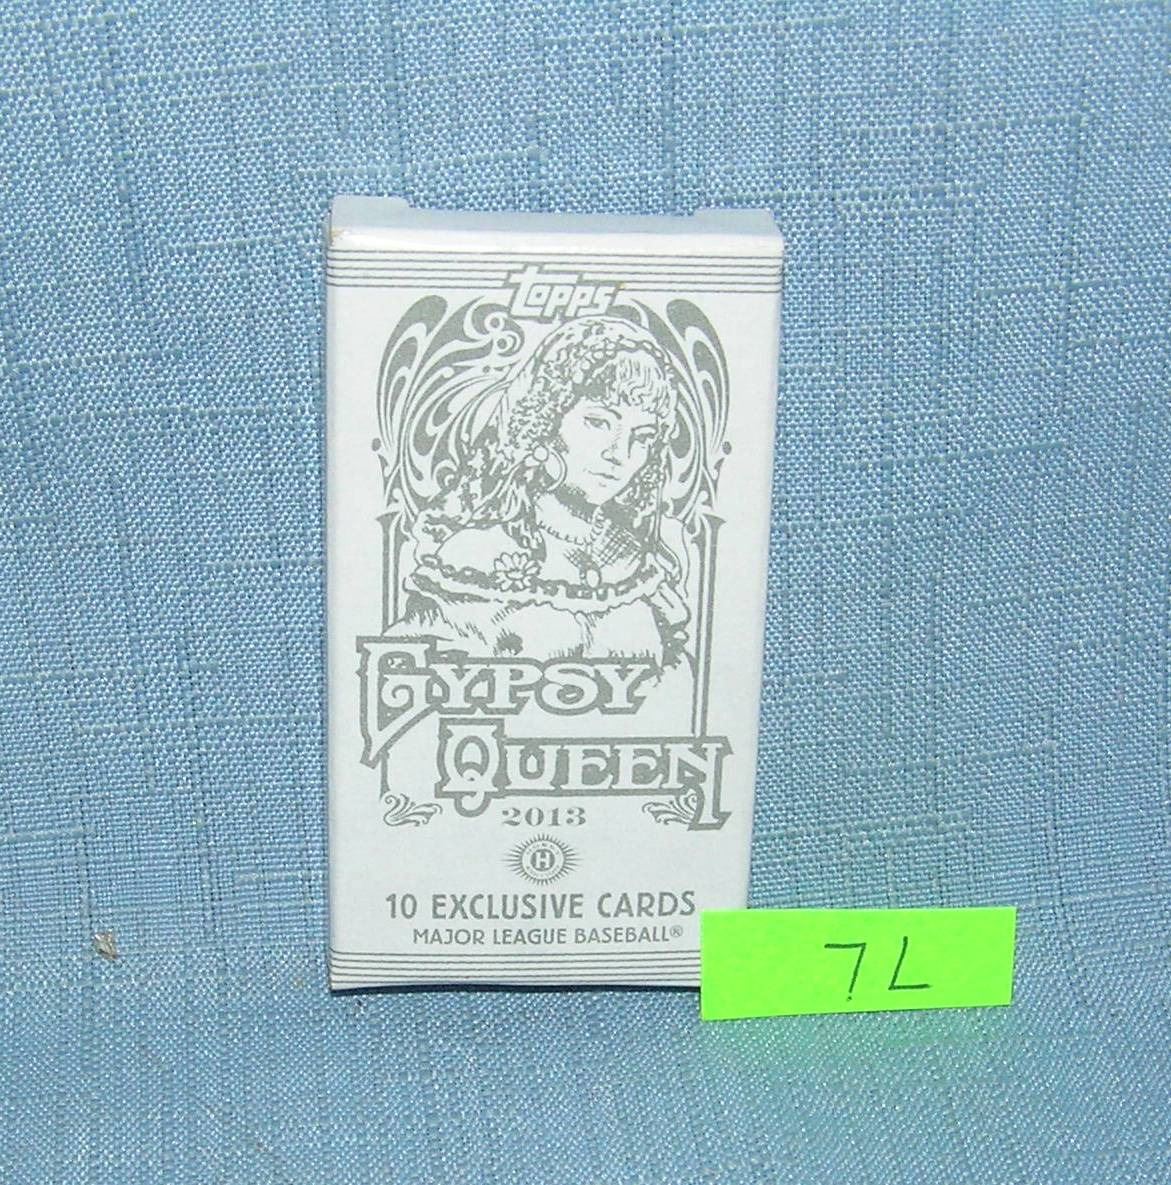 topps
GYPSY
QUEEN
2013
H
10 EXCLUSIVE CARDS
MAJOR LEAGUE BASEBALL®
7L